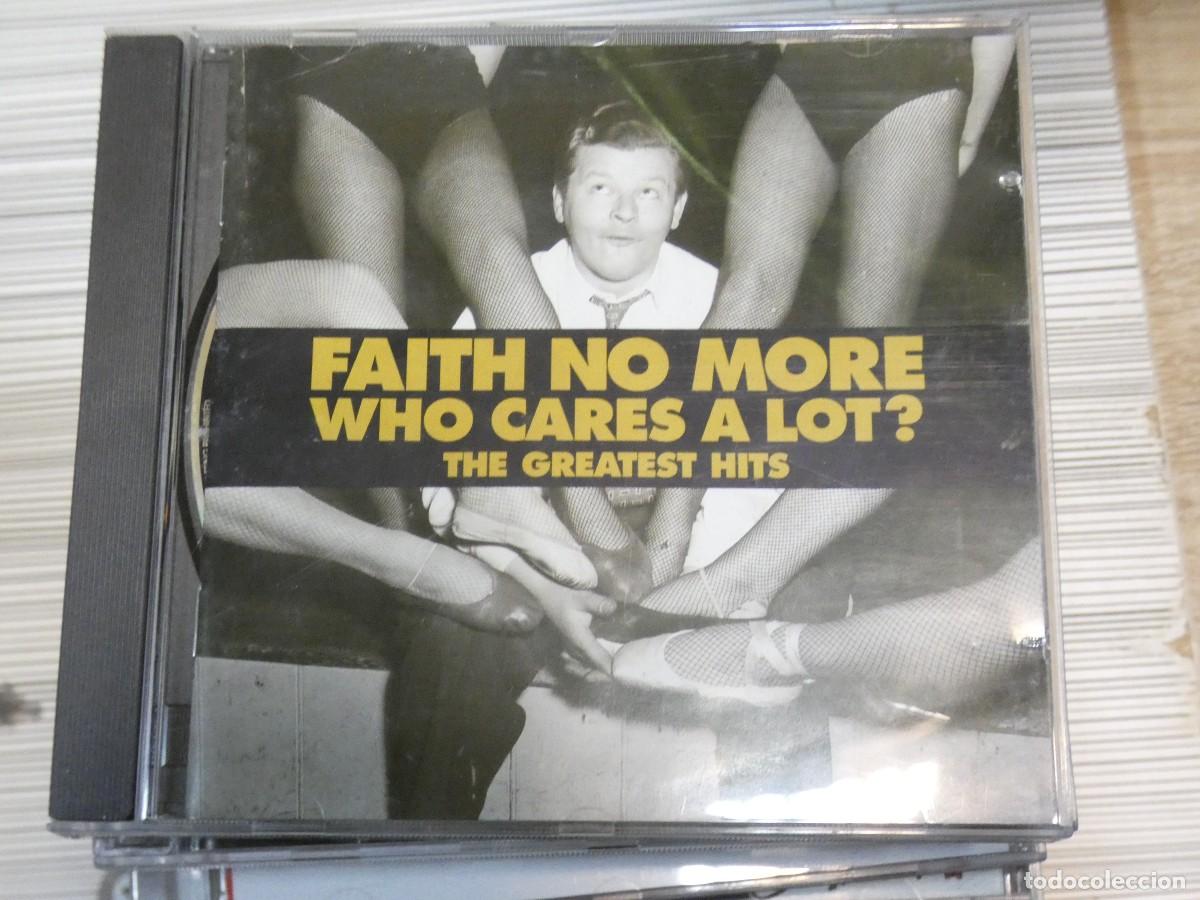 FAITH NO MORE
WHO CARES A LOT?
THE GREATEST HITS
todocoleccion